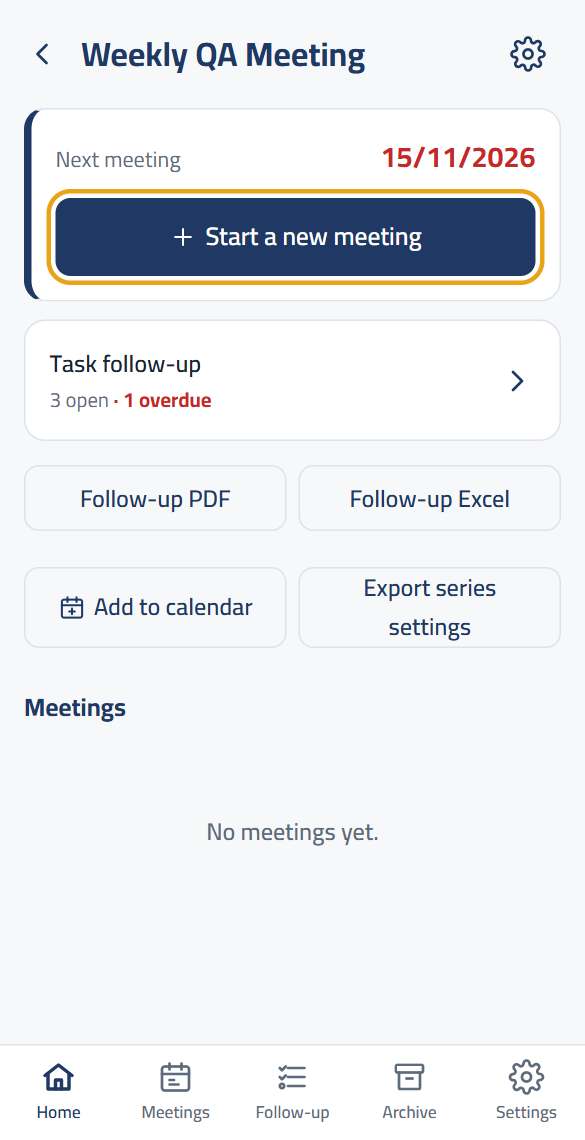 Weekly QA Meeting
Next meeting
15/11/2026
+ Start a new meeting
Task follow-up
3 open · 1 overdue
Follow-up PDF
Follow-up Excel
Add to calendar
Export series
settings
Meetings
No meetings yet.
Home
Meetings
Follow-up
Archive
Settings